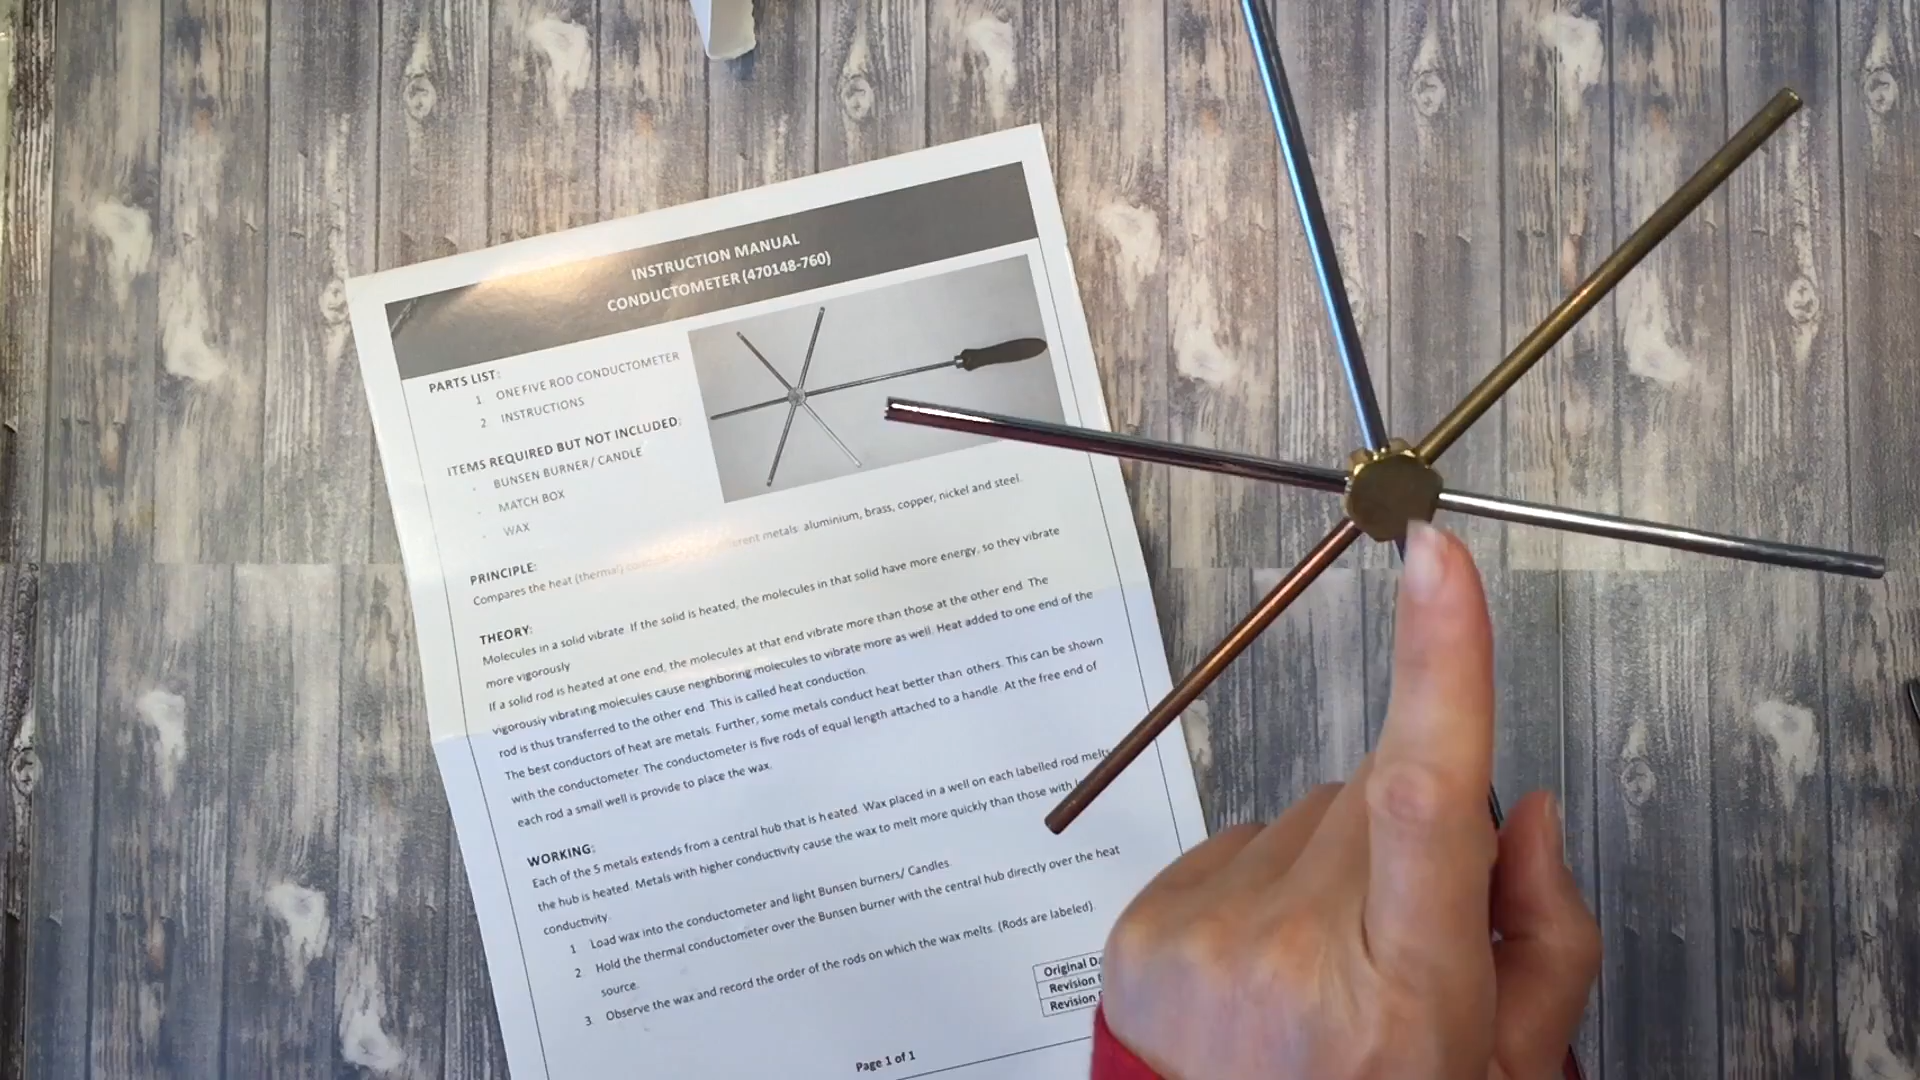 INSTRUCTION MANUAL
CONDUCTOMETER (470148-760)
PARTS LIST:
1 ONE FIVE ROD CONDUCTOMETER
2 INSTRUCTIONS
ITEMS REQUIRED BUT NOT INCLUDED:
- BUNSEN BURNER/ CANDLE
- MATCH BOX
- WAX
PRINCIPLE:
Compares the heat (thermal) metals: aluminium, brass, copper, nickel and steel.
THEORY:
Molecules in a solid vibrate. If the solid is heated, the molecules in that solid have more energy, so they vibrate
more vigorously
If a solid rod is heated at one end, the molecules at that end vibrate more than those at the other end. The
vigorously vibrating molecules cause neighboring molecules to vibrate more as well. Heat added to one end of the
rod is thus transferred to the other end. This is called heat conduction.
The best conductors of heat are metals. Further, some metals conduct heat better than others. This can be shown
with the conductometer. The conductometer is five rods of equal length attached to a handle. At the free end of
each rod a small well is provide to place the wax.
WORKING:
Each of the 5 metals extends from a central hub that is heated. Wax placed in a well on each labelled rod melts
the hub is heated. Metals with higher conductivity cause the wax to melt more quickly than those with
conductivity.
1 Load wax into the conductometer and light Bunsen burners/ Candles.
2 Hold the thermal conductometer over the Bunsen burner with the central hub directly over the heat
source.
3. Observe the wax and record the order of the rods on which the wax melts. (Rods are labeled).
Original
Revision
Revision
Page 1 of 1